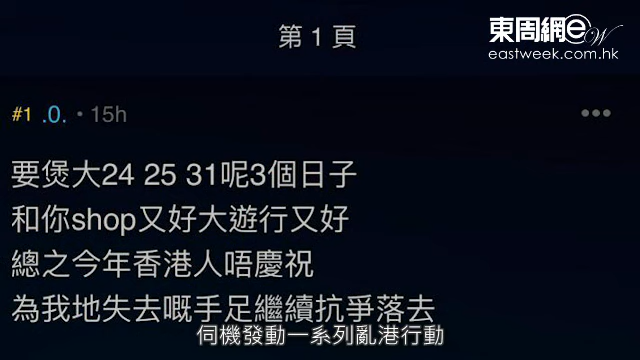 第 1 頁
東周網e
eastweek.com.hk
#1 .0. • 15h
要煲大24 25 31呢3個日子
和你shop又好大遊行又好
總之今年香港人唔慶祝
為我地失去嘅手足繼續抗爭落去
伺機發動一系列亂港行動